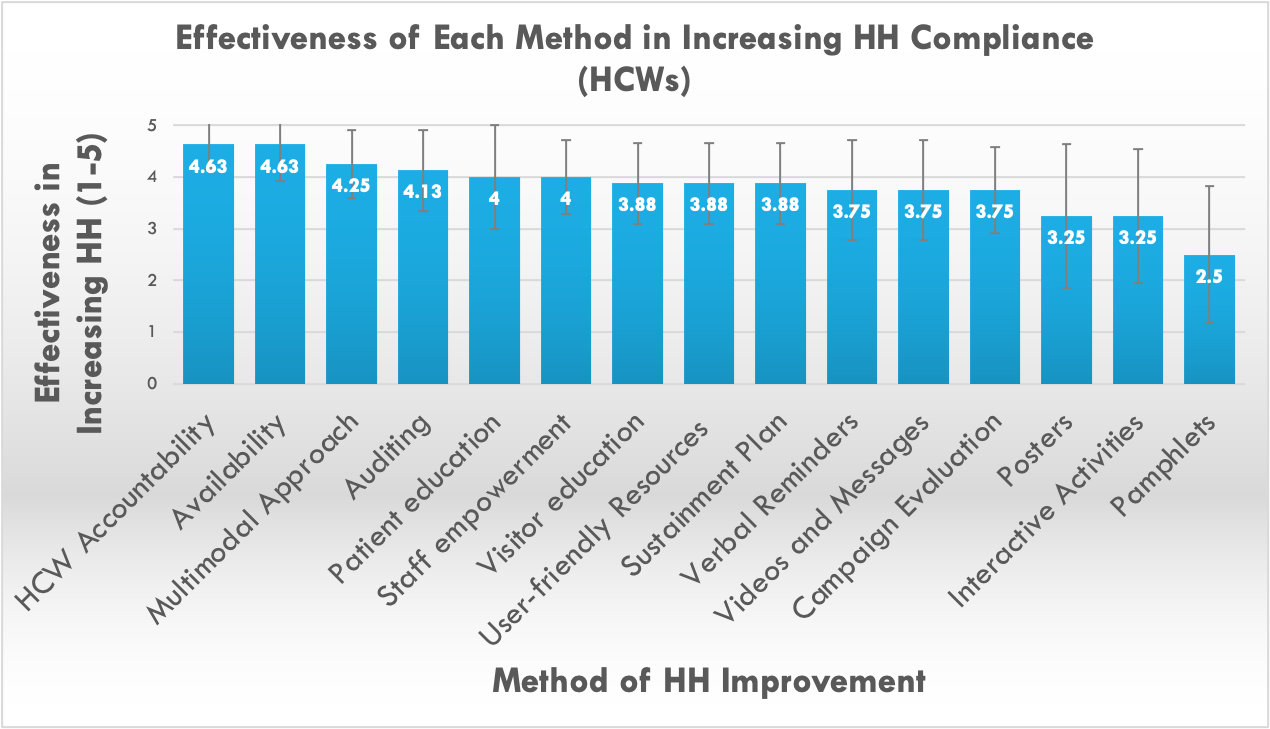 Effectiveness of Each Method in Increasing HH Compliance
(HCWs)
Effectiveness in
Increasing HH (1-5)
5
4
3
2
1
0
4.63
4.63
4.25
4.13
4
4
3.88
3.88
3.88
3.75
3.75
3.75
3.25
3.25
2.5
HCW Accountability
Availability
Multimodal Approach
Auditing
Patient education
Staff empowerment
Visitor education
User-friendly Resources
Sustainment Plan
Verbal Reminders
Videos and Messages
Campaign Evaluation
Posters
Interactive Activities
Pamphlets
Method of HH Improvement